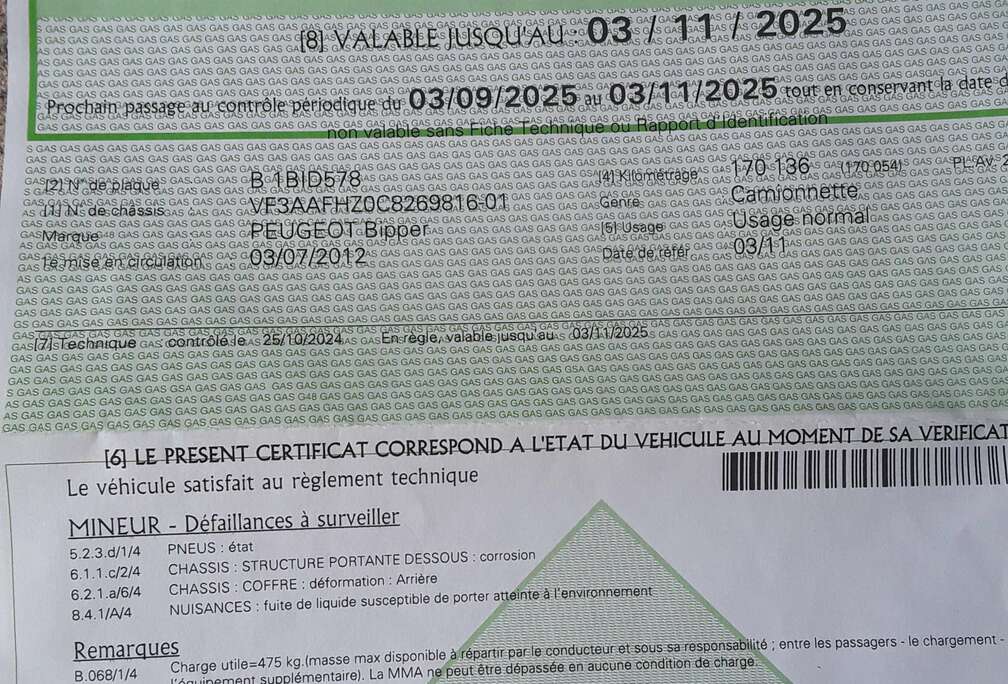 [8] VALABLE JUSQU'AU : 03 / 11 / 2025
Prochain passage au contrôle périodique du 03/09/2025 au 03/11/2025 tout en conservant la date
non valable sans Fiche Technique ou Rapport d'Identification
[2] N° de plaque B 1BID578 [4] Kilométrage 170 136 (170 054) PL-Av 2
[1] N° de châssis VF3AAFHZ0C8269816-01 Genre Camionnette
Marque PEUGEOT Bipper [5] Usage Usage normal
1e mise en circulation 03/07/2012 Date de référ 03/11
[7] Technique : contrôlé le 25/10/2024 En règle, valable jusqu'au 03/11/2025
[6] LE PRESENT CERTIFICAT CORRESPOND A L'ETAT DU VEHICULE AU MOMENT DE SA VERIFICAT
Le véhicule satisfait au règlement technique
MINEUR - Défaillances à surveiller
5.2.3.d/1/4 PNEUS : état
6.1.1.c/2/4 CHASSIS : STRUCTURE PORTANTE DESSOUS : corrosion
6.2.1.a/6/4 CHASSIS : COFFRE : déformation : Arrière
8.4.1/A/4 NUISANCES : fuite de liquide susceptible de porter atteinte à l'environnement
Remarques
B.068/1/4 Charge utile=475 kg.(masse max disponible à répartir par le conducteur et sous sa responsabilité ; entre les passagers - le chargement -
l'équipement supplémentaire). La MMA ne peut être dépassée en aucune condition de charge.